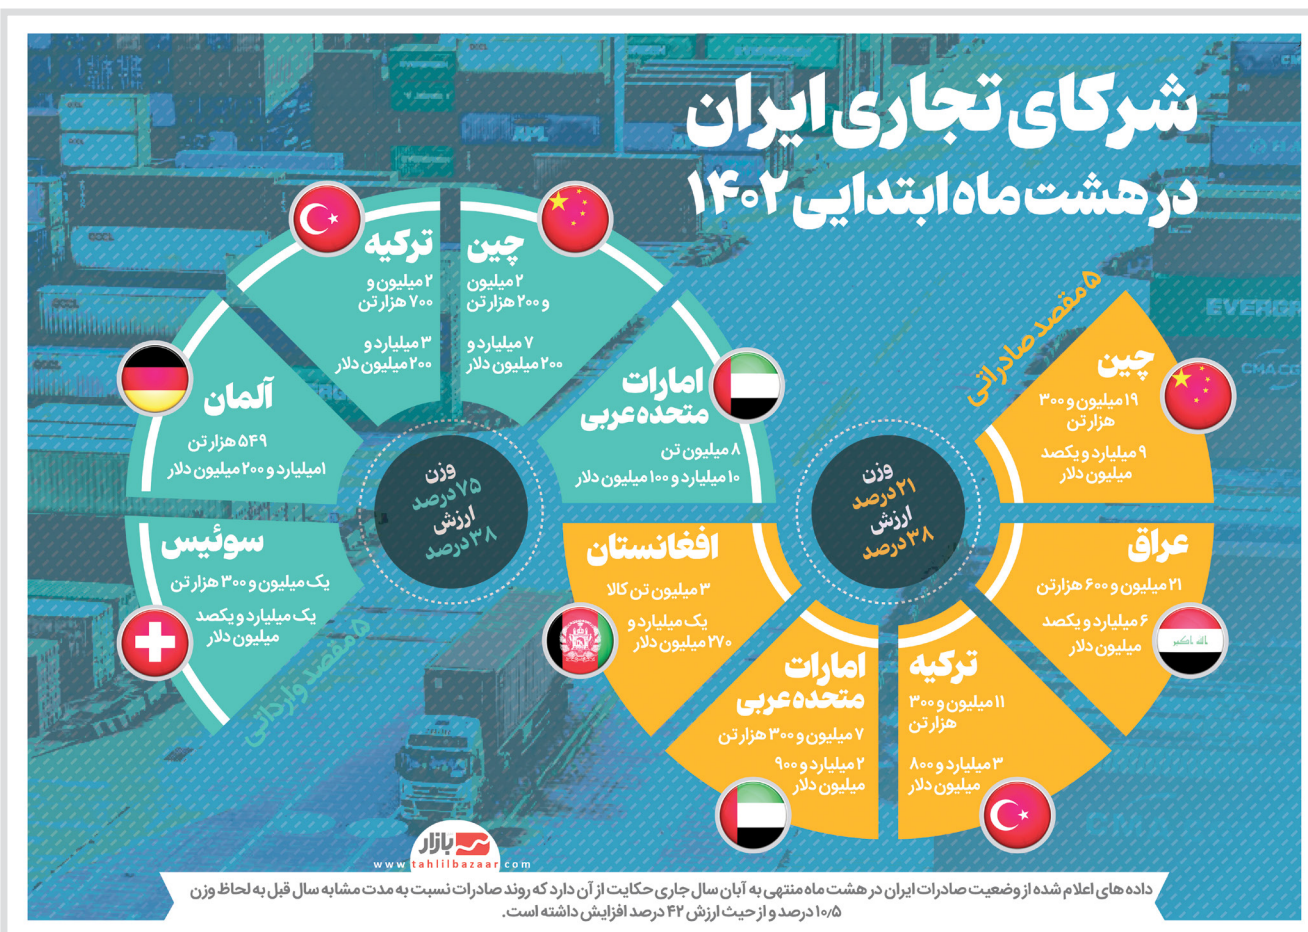 شرکای تجاری ایران
در هشت ماه ابتدایی ۱۴۰۲
۵ مقصد صادراتی
چین
۱۹ میلیون و ۳۰۰
هزار تن
۹ میلیارد و یکصد
میلیون دلار
عراق
۲۱ میلیون و ۶۰۰ هزار تن
۶ میلیارد و یکصد
میلیون دلار
ترکیه
۱۱ میلیون و ۳۰۰
هزار تن
۳ میلیارد و ۸۰۰
میلیون دلار
امارات
متحده عربی
۷ میلیون و ۳۰۰ هزار تن
۲ میلیارد و ۹۰۰
میلیون دلار
افغانستان
۳ میلیون تن کالا
یک میلیارد و
۲۷۰ میلیون دلار
وزن
۲۱ درصد
ارزش
۳۸ درصد
امارات
متحده عربی
۸ میلیون تن
۱۰ میلیارد و ۱۰۰ میلیون دلار
چین
۲ میلیون
و ۲۰۰ هزار تن
۷ میلیارد و
۲۰۰ میلیون دلار
ترکیه
۲ میلیون و
۷۰۰ هزار تن
۳ میلیارد و
۲۰۰ میلیون دلار
آلمان
۵۴۹ هزار تن
۱ میلیارد و ۲۰۰ میلیون دلار
سوئیس
یک میلیون و ۳۰۰ هزار تن
یک میلیارد و یکصد
میلیون دلار
۵ مقصد وارداتی
وزن
۷۵ درصد
ارزش
۳۸ درصد
EVERGR
CMA CG
بازار
www.tahlilbazaar.com
داده های اعلام شده از وضعیت صادرات ایران در هشت ماه منتهی به آبان سال جاری حکایت از آن دارد که روند صادرات نسبت به مدت مشابه سال قبل به لحاظ وزن
۱۰٫۵ درصد و از حیث ارزش ۴۲ درصد افزایش داشته است.